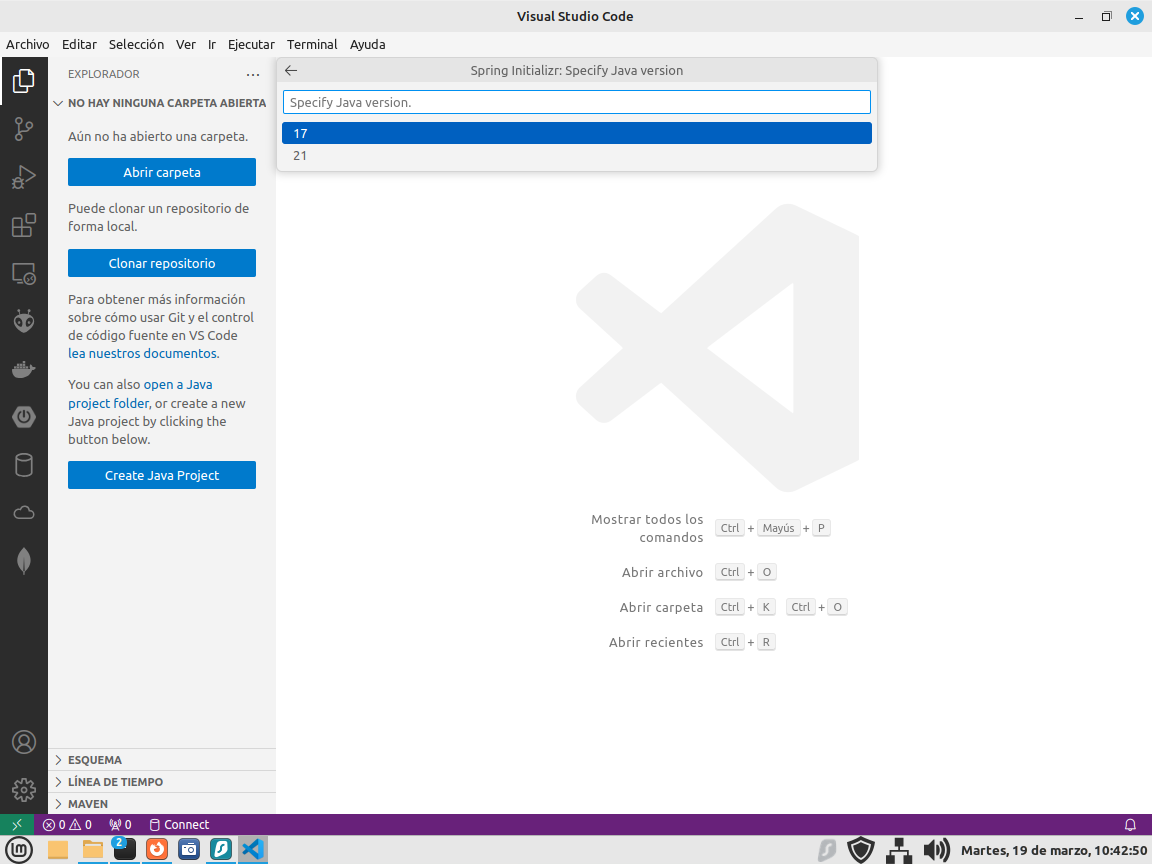 Visual Studio Code
Archivo Editar Selección Ver Ir Ejecutar Terminal Ayuda
EXPLORADOR
NO HAY NINGUNA CARPETA ABIERTA
Aún no ha abierto una carpeta.
Abrir carpeta
Puede clonar un repositorio de
forma local.
Clonar repositorio
Para obtener más información
sobre cómo usar Git y el control
de código fuente en VS Code
lea nuestros documentos.
You can also open a Java
project folder, or create a new
Java project by clicking the
button below.
Create Java Project
ESQUEMA
LÍNEA DE TIEMPO
MAVEN
Spring Initializr: Specify Java version
Specify Java version.
17
21
Mostrar todos los
comandos
Ctrl + Mayús + P
Abrir archivo Ctrl + O
Abrir carpeta Ctrl + K Ctrl + O
Abrir recientes Ctrl + R
0 0 0 Connect
2
Martes, 19 de marzo, 10:42:50